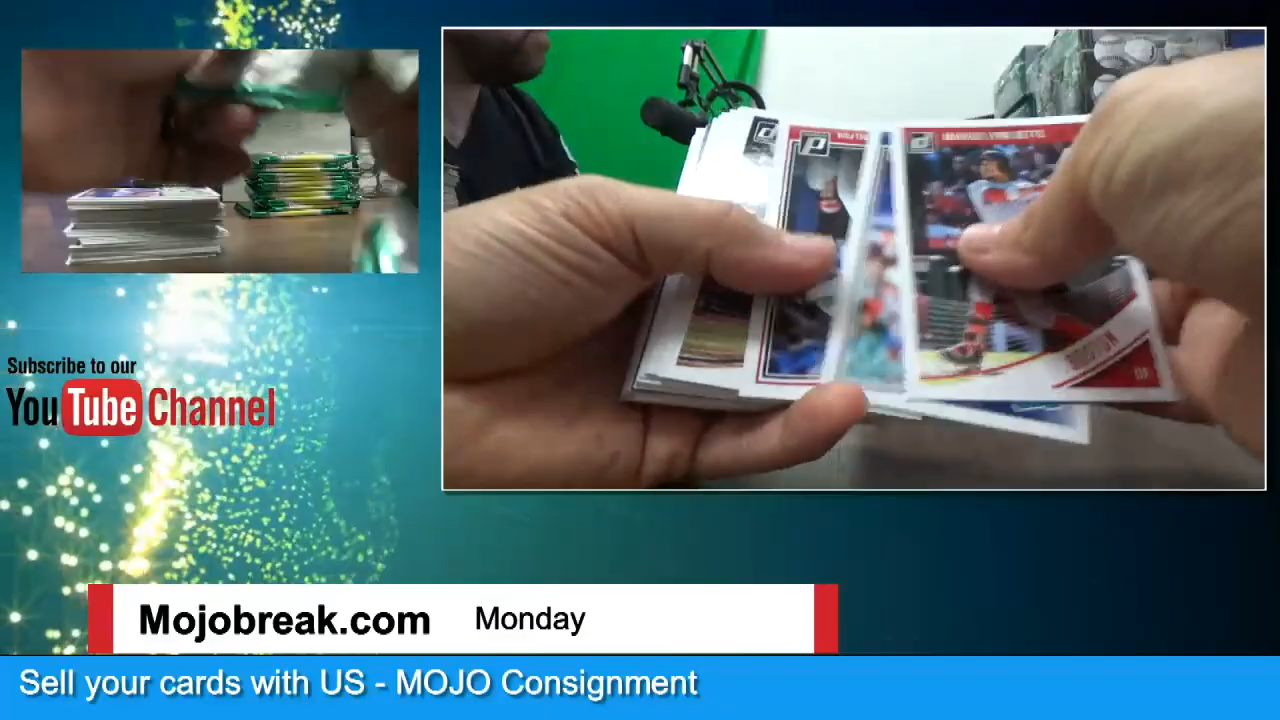 Subscribe to our
YouTube Channel
Mojobreak.com Monday
Sell your cards with US - MOJO Consignment